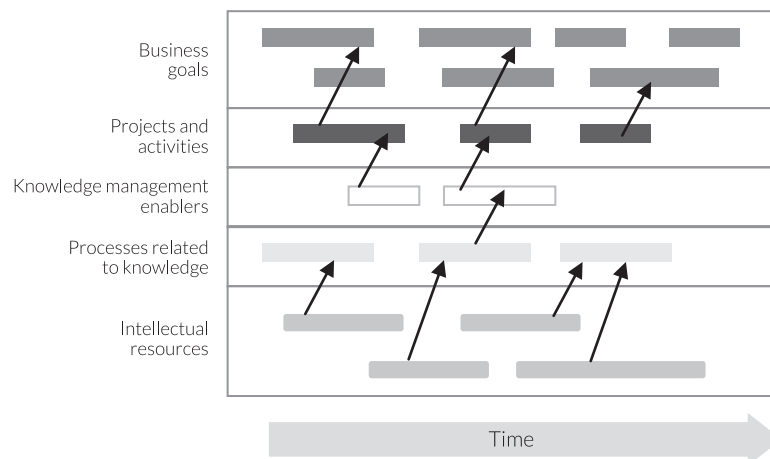 Business
goals
Projects and
activities
Knowledge management
enablers
Processes related
to knowledge
Intellectual
resources
Time